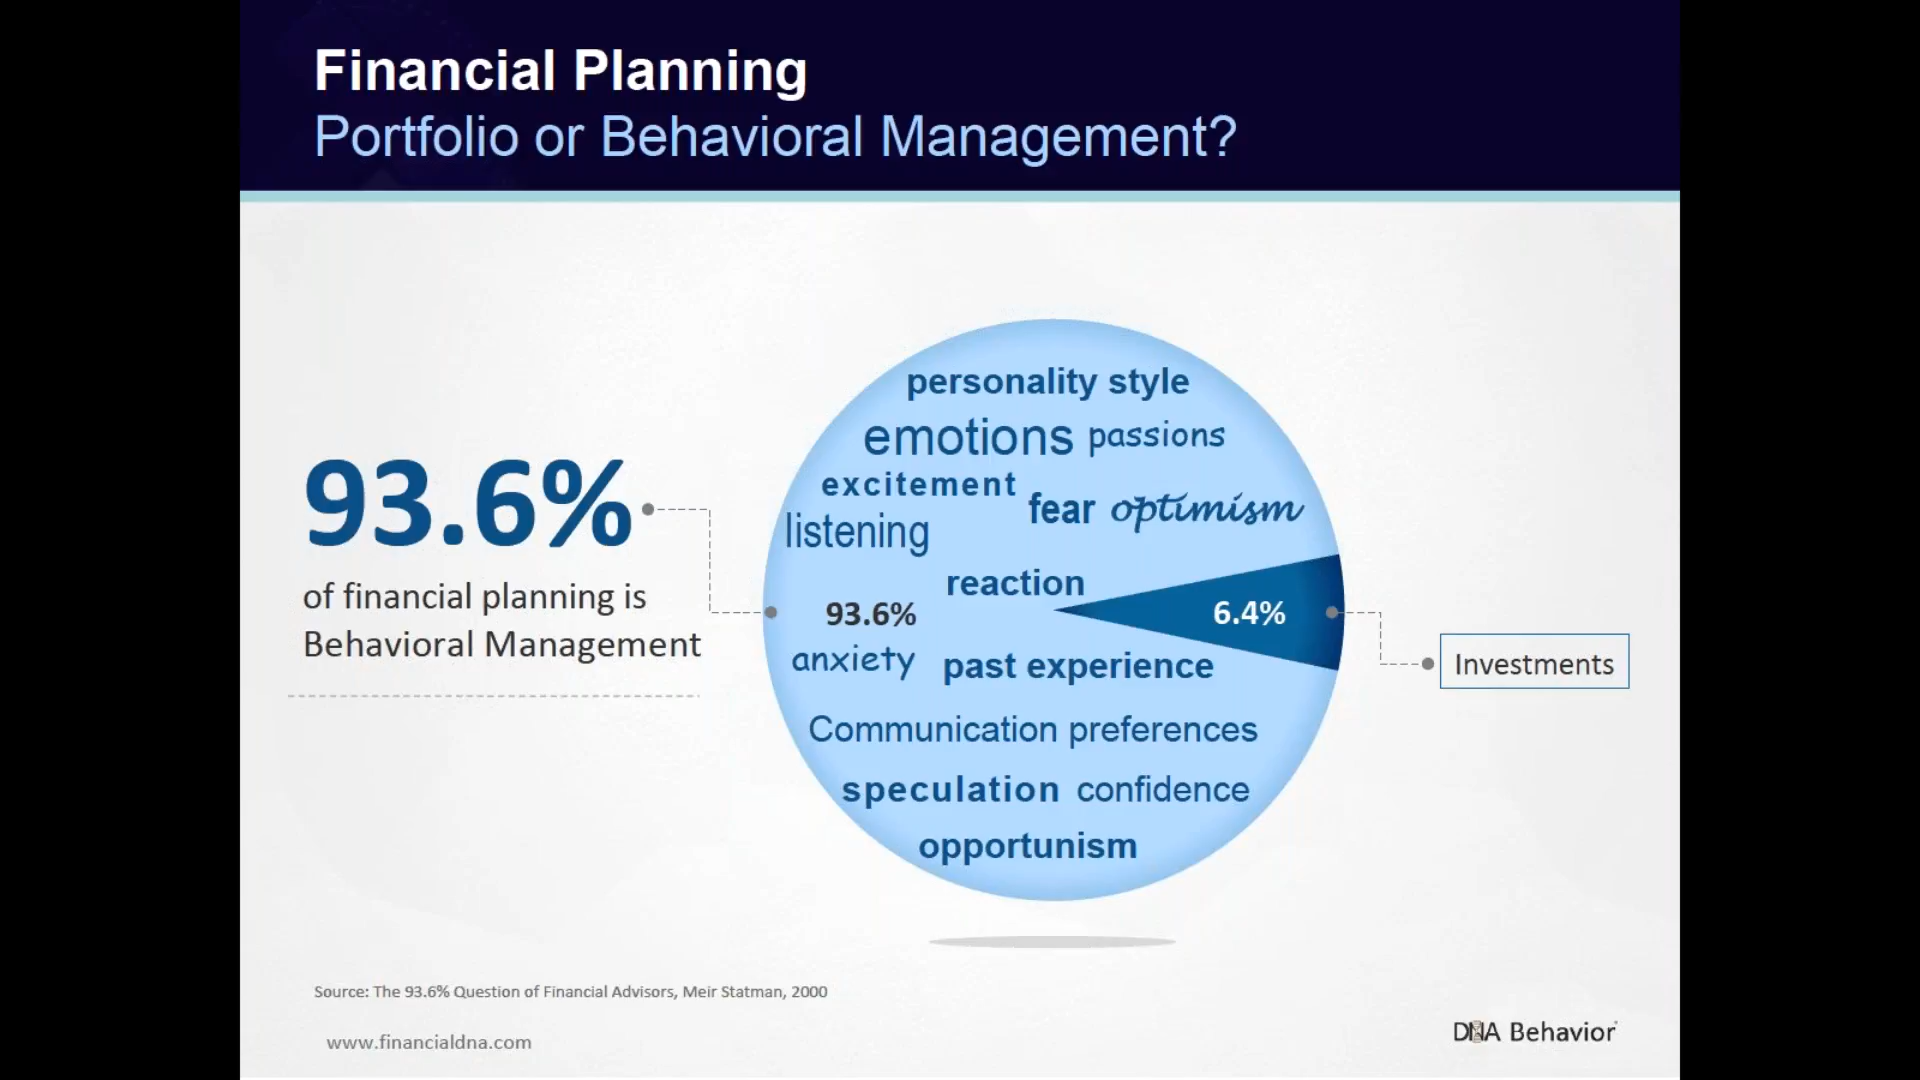 Financial Planning
Portfolio or Behavioral Management?
93.6%
of financial planning is
Behavioral Management
personality style
emotions passions
excitement
fear optimism
listening
reaction
93.6%
6.4%
anxiety past experience
Communication preferences
speculation confidence
opportunism
Investments
Source: The 93.6% Question of Financial Advisors, Meir Statman, 2000
www.financialdna.com
DNA Behavior